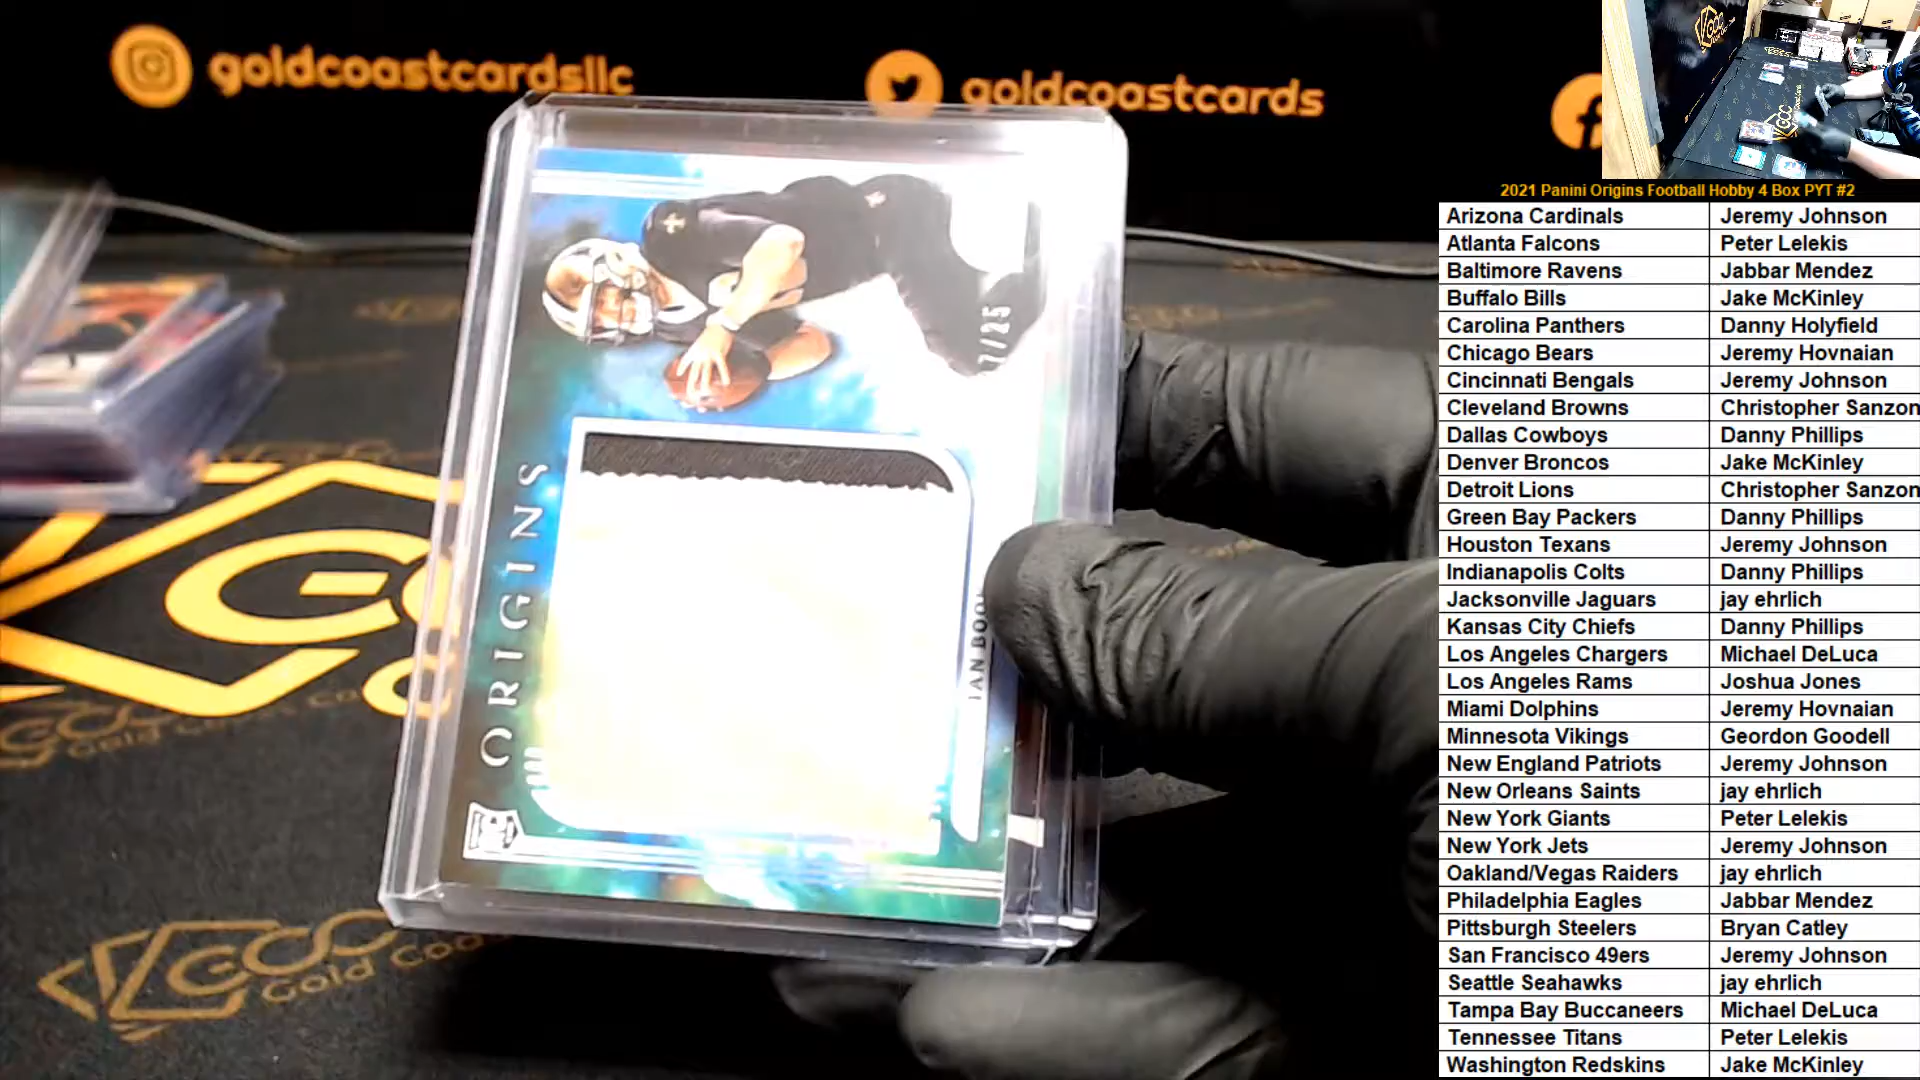 goldcoastcardsllc
goldcoastcards
2021 Panini Origins Football Hobby 4 Box PYT #2
Arizona Cardinals Jeremy Johnson
Atlanta Falcons Peter Lelekis
Baltimore Ravens Jabbar Mendez
Buffalo Bills Jake McKinley
Carolina Panthers Danny Holyfield
Chicago Bears Jeremy Hovnaian
Cincinnati Bengals Jeremy Johnson
Cleveland Browns Christopher Sanzon
Dallas Cowboys Danny Phillips
Denver Broncos Jake McKinley
Detroit Lions Christopher Sanzon
Green Bay Packers Danny Phillips
Houston Texans Jeremy Johnson
Indianapolis Colts Danny Phillips
Jacksonville Jaguars jay ehrlich
Kansas City Chiefs Danny Phillips
Los Angeles Chargers Michael DeLuca
Los Angeles Rams Joshua Jones
Miami Dolphins Jeremy Hovnaian
Minnesota Vikings Geordon Goodell
New England Patriots Jeremy Johnson
New Orleans Saints jay ehrlich
New York Giants Peter Lelekis
New York Jets Jeremy Johnson
Oakland/Vegas Raiders jay ehrlich
Philadelphia Eagles Jabbar Mendez
Pittsburgh Steelers Bryan Catley
San Francisco 49ers Jeremy Johnson
Seattle Seahawks jay ehrlich
Tampa Bay Buccaneers Michael DeLuca
Tennessee Titans Peter Lelekis
Washington Redskins Jake McKinley
ORIGINS
IAN BOO
GCC
Gold Coa